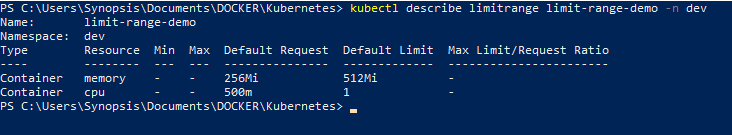 PS C:\Users\Synopsis\Documents\DOCKER\Kubernetes> kubectl describe limitrange limit-range-demo -n dev
Name:       limit-range-demo
Namespace:  dev
Type        Resource  Min  Max  Default Request  Default Limit  Max Limit/Request Ratio
----        --------  ---  ---  ---------------  -------------  -----------------------
Container   memory    -    -    256Mi            512Mi          -
Container   cpu       -    -    500m             1              -
PS C:\Users\Synopsis\Documents\DOCKER\Kubernetes>